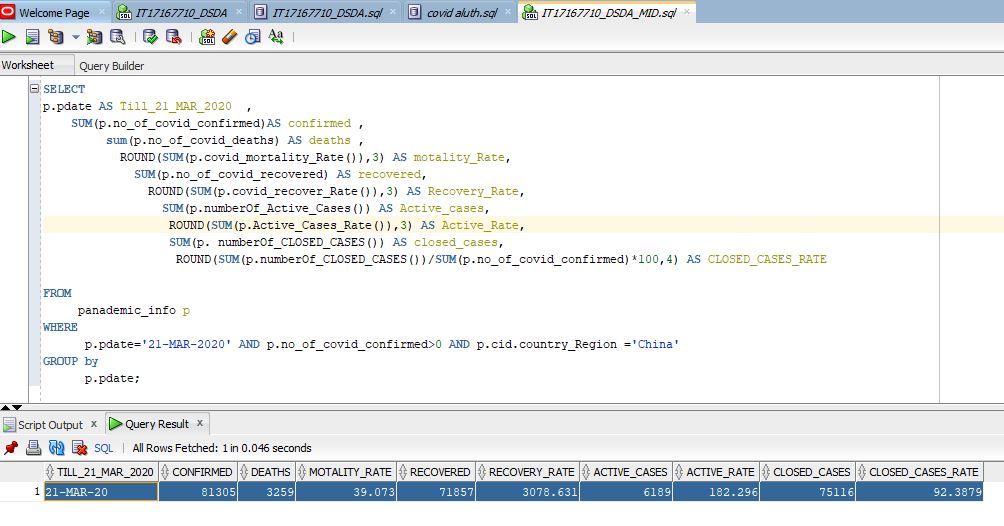 Welcome Page IT17167710_DSDA IT17167710_DSDA.sql covid aluth.sql IT17167710_DSDA_MID.sql
Worksheet Query Builder
SELECT
p.pdate AS Till_21_MAR_2020 ,
SUM(p.no_of_covid_confirmed)AS confirmed ,
sum(p.no_of_covid_deaths) AS deaths ,
ROUND(SUM(p.covid_mortality_Rate()),3) AS motality_Rate,
SUM(p.no_of_covid_recovered) AS recovered,
ROUND(SUM(p.covid_recover_Rate()),3) AS Recovery_Rate,
SUM(p.numberOf_Active_Cases()) AS Active_cases,
ROUND(SUM(p.Active_Cases_Rate()),3) AS Active_Rate,
SUM(p. numberOf_CLOSED_CASES()) AS closed_cases,
ROUND(SUM(p.numberOf_CLOSED_CASES())/SUM(p.no_of_covid_confirmed)*100,4) AS CLOSED_CASES_RATE
FROM
panademic_info p
WHERE
p.pdate='21-MAR-2020' AND p.no_of_covid_confirmed>0 AND p.cid.country_Region ='China'
GROUP by
p.pdate;
Script Output x Query Result x
SQL | All Rows Fetched: 1 in 0.046 seconds
TILL_21_MAR_2020 CONFIRMED DEATHS MOTALITY_RATE RECOVERED RECOVERY_RATE ACTIVE_CASES ACTIVE_RATE CLOSED_CASES CLOSED_CASES_RATE
1 21-MAR-20 81305 3259 39.073 71857 3078.631 6189 182.296 75116 92.3879